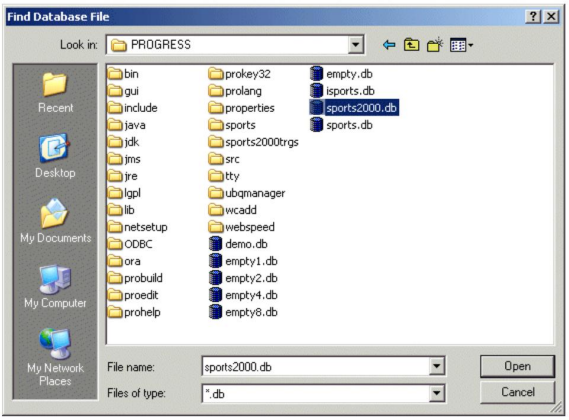 Find Database File
Look in: PROGRESS
Recent
Desktop
My Documents
My Computer
My Network
Places
bin
gui
include
java
jdk
jms
jre
lgpl
lib
netsetup
ODBC
ora
probuild
proedit
prohelp
prokey32
prolang
properties
sports
sports2000trgs
src
tty
ubqmanager
wcadd
webspeed
demo.db
empty1.db
empty2.db
empty4.db
empty8.db
empty.db
isports.db
sports2000.db
sports.db
File name: sports2000.db Open
Files of type: *.db Cancel